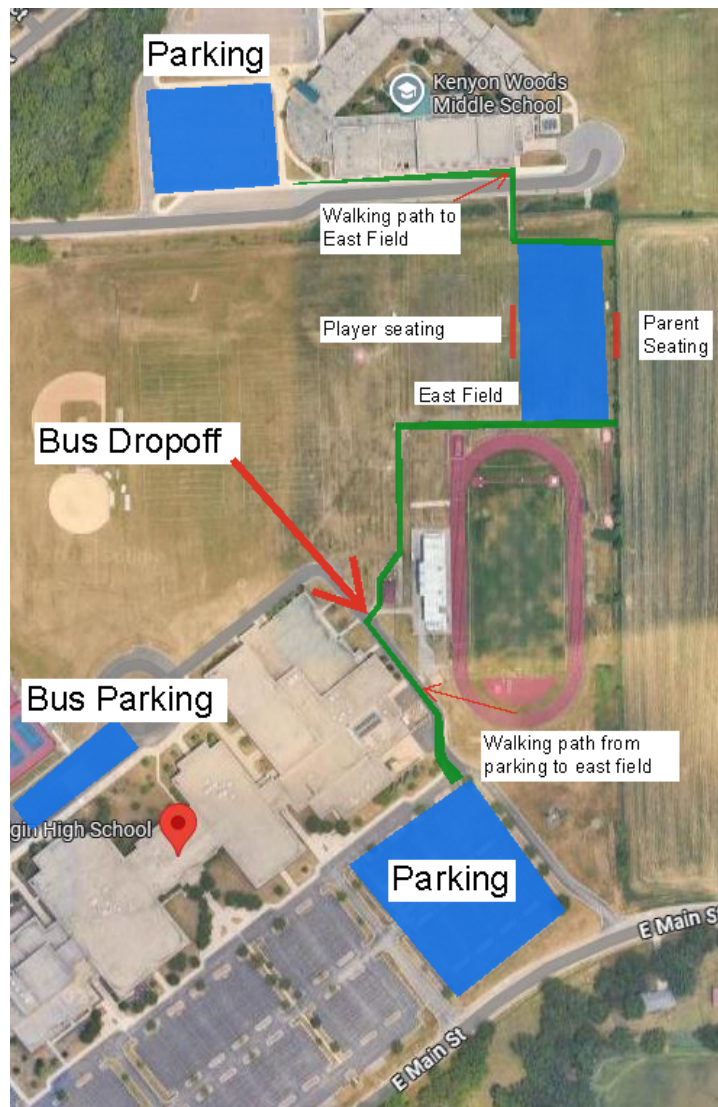 Parking
Kenyon Woods
Middle School
Walking path to
East Field
Player seating
Parent
Seating
East Field
Bus Dropoff
Bus Parking
Walking path from
parking to east field
gin High School
Parking
E Main St
E Main St